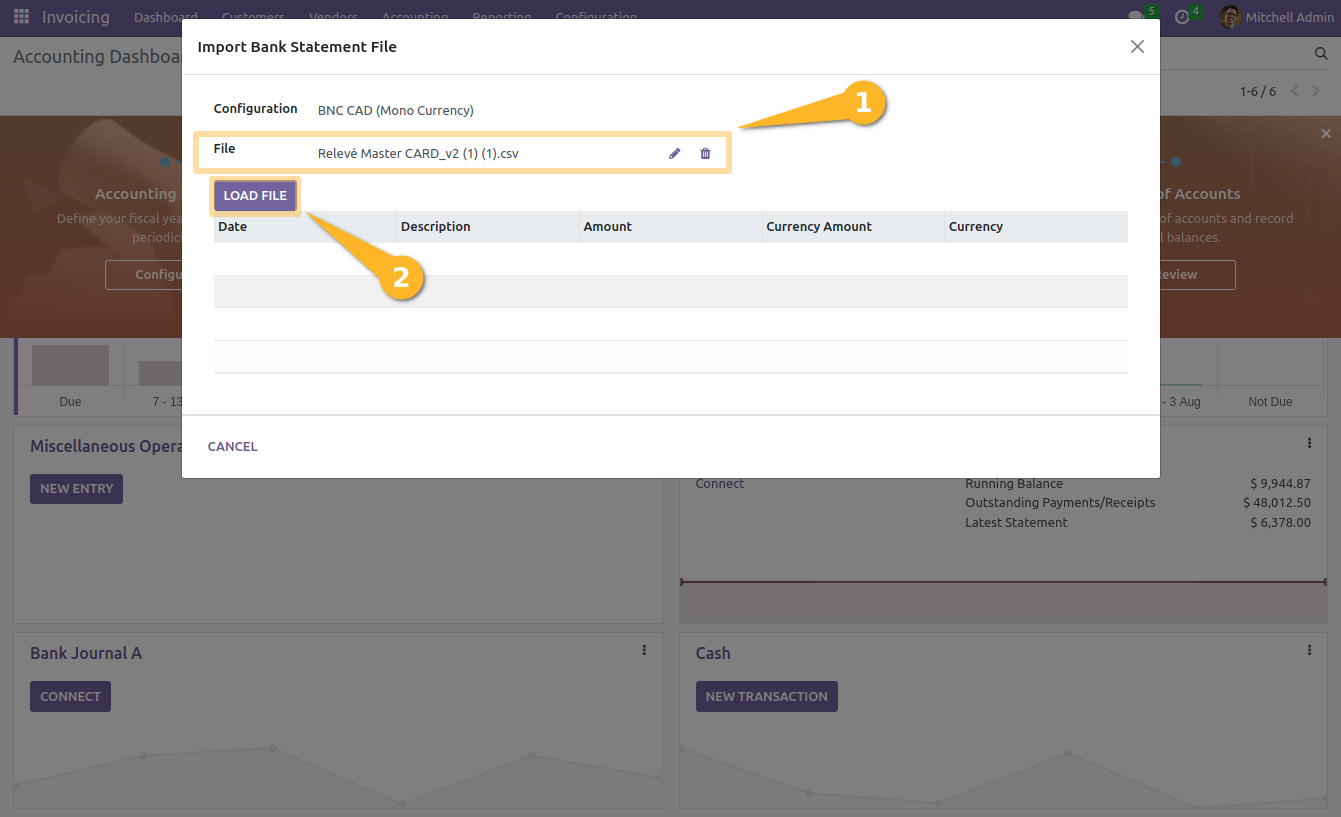 Invoicing Dashboard Customers Vendors Accounting Reporting Configuration 5 4 Mitchell Admin
Import Bank Statement File
Accounting Dashboa
Configuration BNC CAD (Mono Currency)
1
1-6 / 6
File Relevé Master CARD_v2 (1) (1).csv
LOAD FILE
Accounting
of Accounts
Define your fiscal yea
of accounts and record
periodici
l balances.
Date Description Amount Currency Amount Currency
Configu
2
eview
Due 7 - 13
- 3 Aug Not Due
CANCEL
Miscellaneous Opera
NEW ENTRY
Connect Running Balance $ 9,944.87
Outstanding Payments/Receipts $ 48,012.50
Latest Statement $ 6,378.00
Bank Journal A
CONNECT
Cash
NEW TRANSACTION